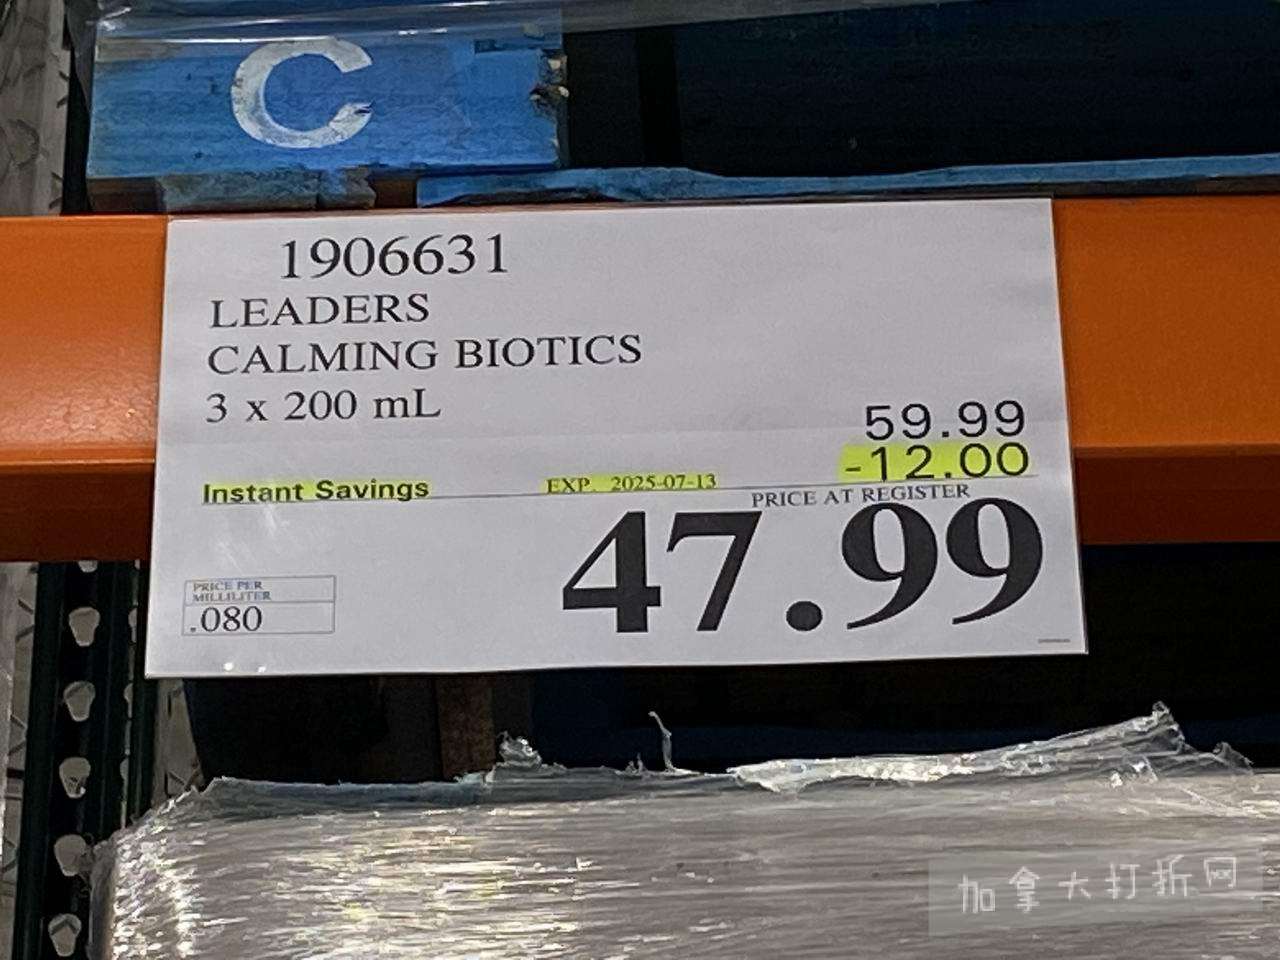 C
1906631
LEADERS
CALMING BIOTICS
3 x 200 mL
59.99
-12.00
Instant Savings EXP. 2025-07-13
PRICE AT REGISTER
47.99
PRICE PER
MILLILITER
.080
加拿大打折网